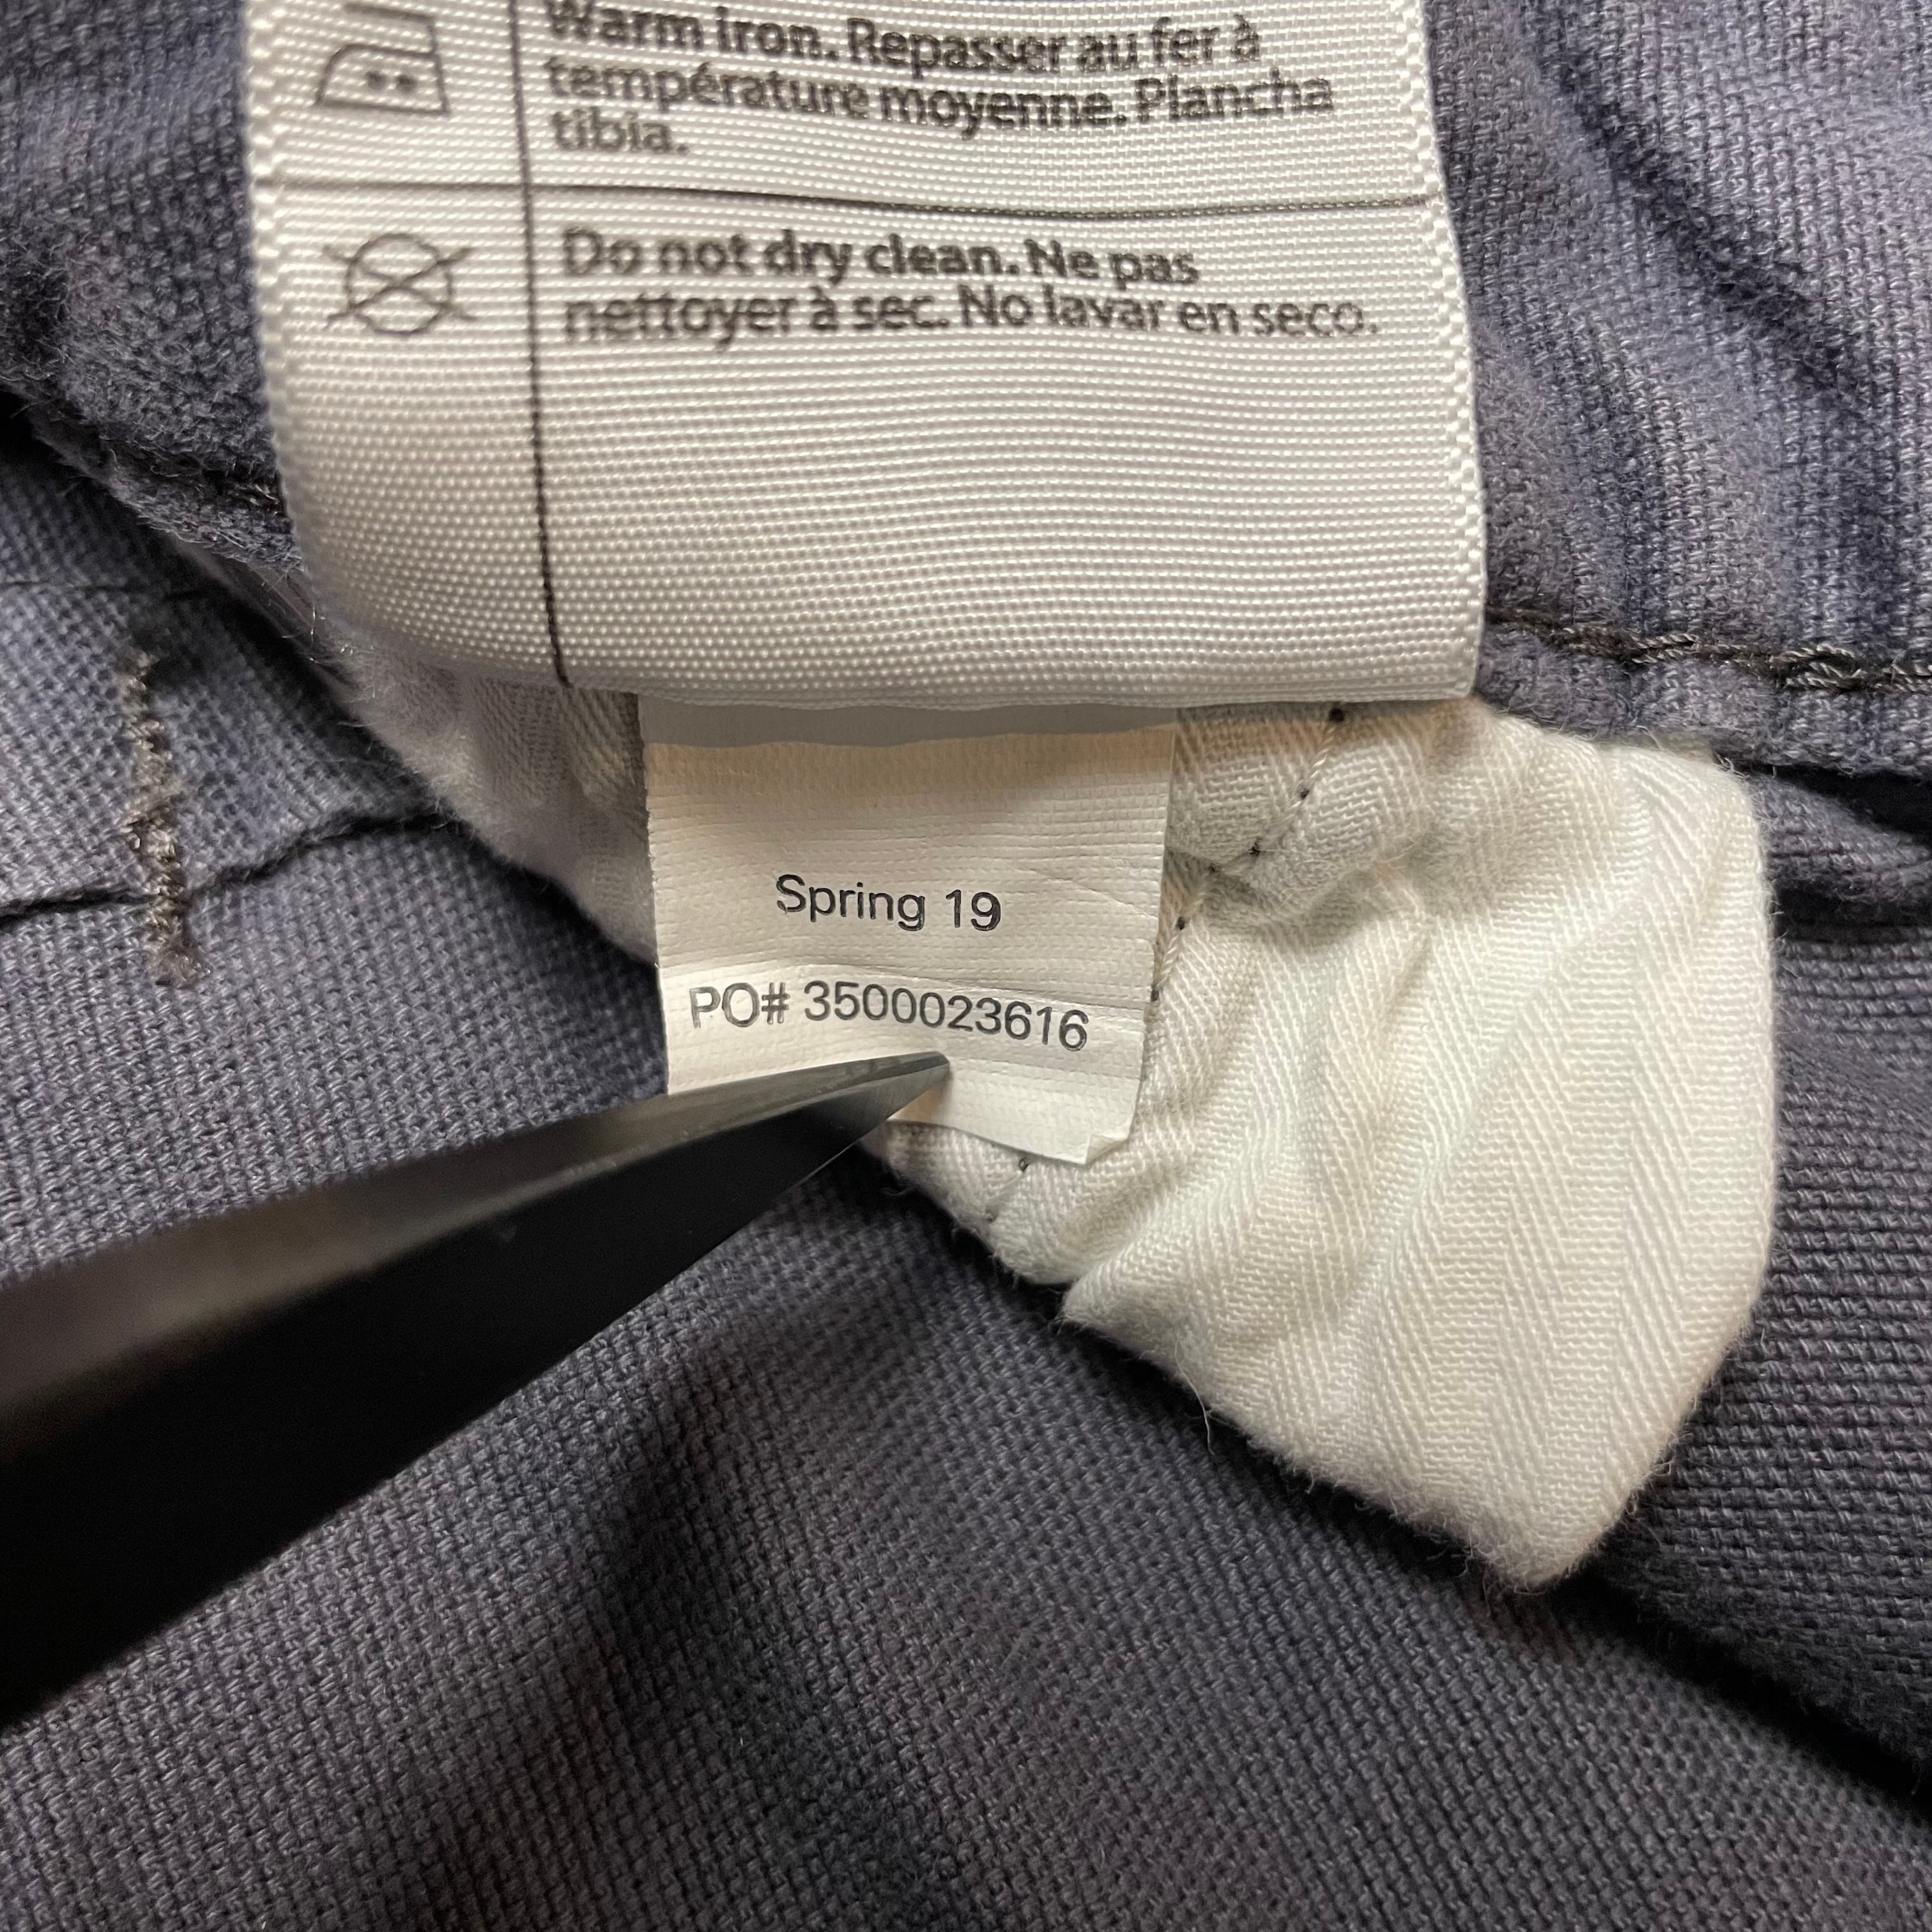 Warm iron. Repasser au fer à
température moyenne. Plancha
tibia.
Do not dry clean. Ne pas
nettoyer à sec. No lavar en seco.
Spring 19
PO# 3500023616